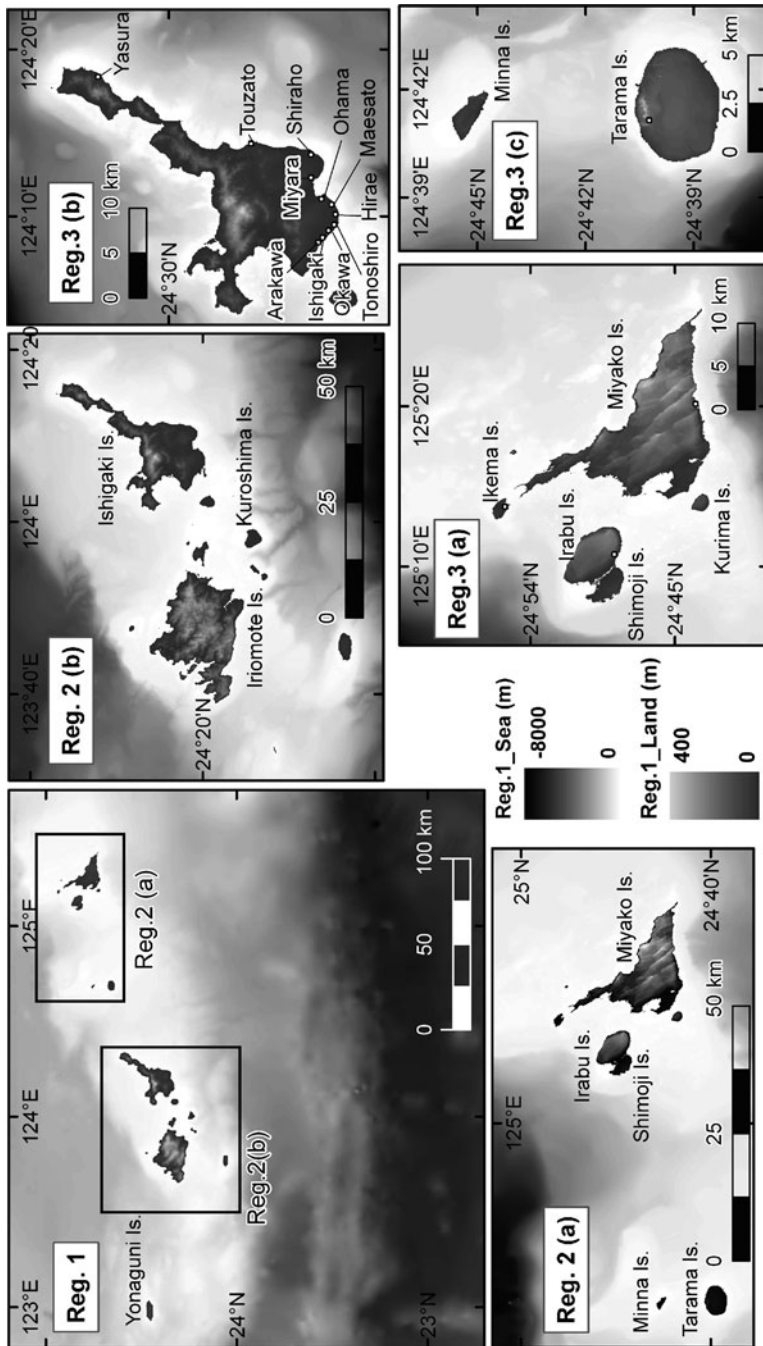 Reg. 1
123°E
124°E
125°E
Yonaguni Is.
24°N
23°N
Reg.2(b)
Reg.2 (a)
0 50 100 km
Reg. 2 (b)
123°40'E
124°E
124°20
24°20'N
Ishigaki Is.
Iriomote Is.
Kuroshima Is.
0 25 50 km
Reg.3 (b)
124°10'E
124°20'E
0 5 10 km
24°30'N
Yasura
Touzato
Shiraho
Miyara
Ohama
Maesato
Hirae
Arakawa
Ishigaki
Okawa
Tonoshiro
Reg. 2 (a)
125°E
25°N
24°40'N
Irabu Is.
Shimoji Is.
Miyako Is.
Minna Is.
Tarama Is.
0 25 50 km
Reg.1_Sea (m)
-8000
0
Reg.1_Land (m)
400
0
Reg.3 (a)
125°10'E
125°20'E
24°54'N
24°45'N
Ikema Is.
Irabu Is.
Shimoji Is.
Miyako Is.
Kurima Is.
0 5 10 km
Reg.3 (c)
124°39'E
124°42'E
24°45'N
24°42'N
24°39'N
Minna Is.
Tarama Is.
0 2.5 5 km